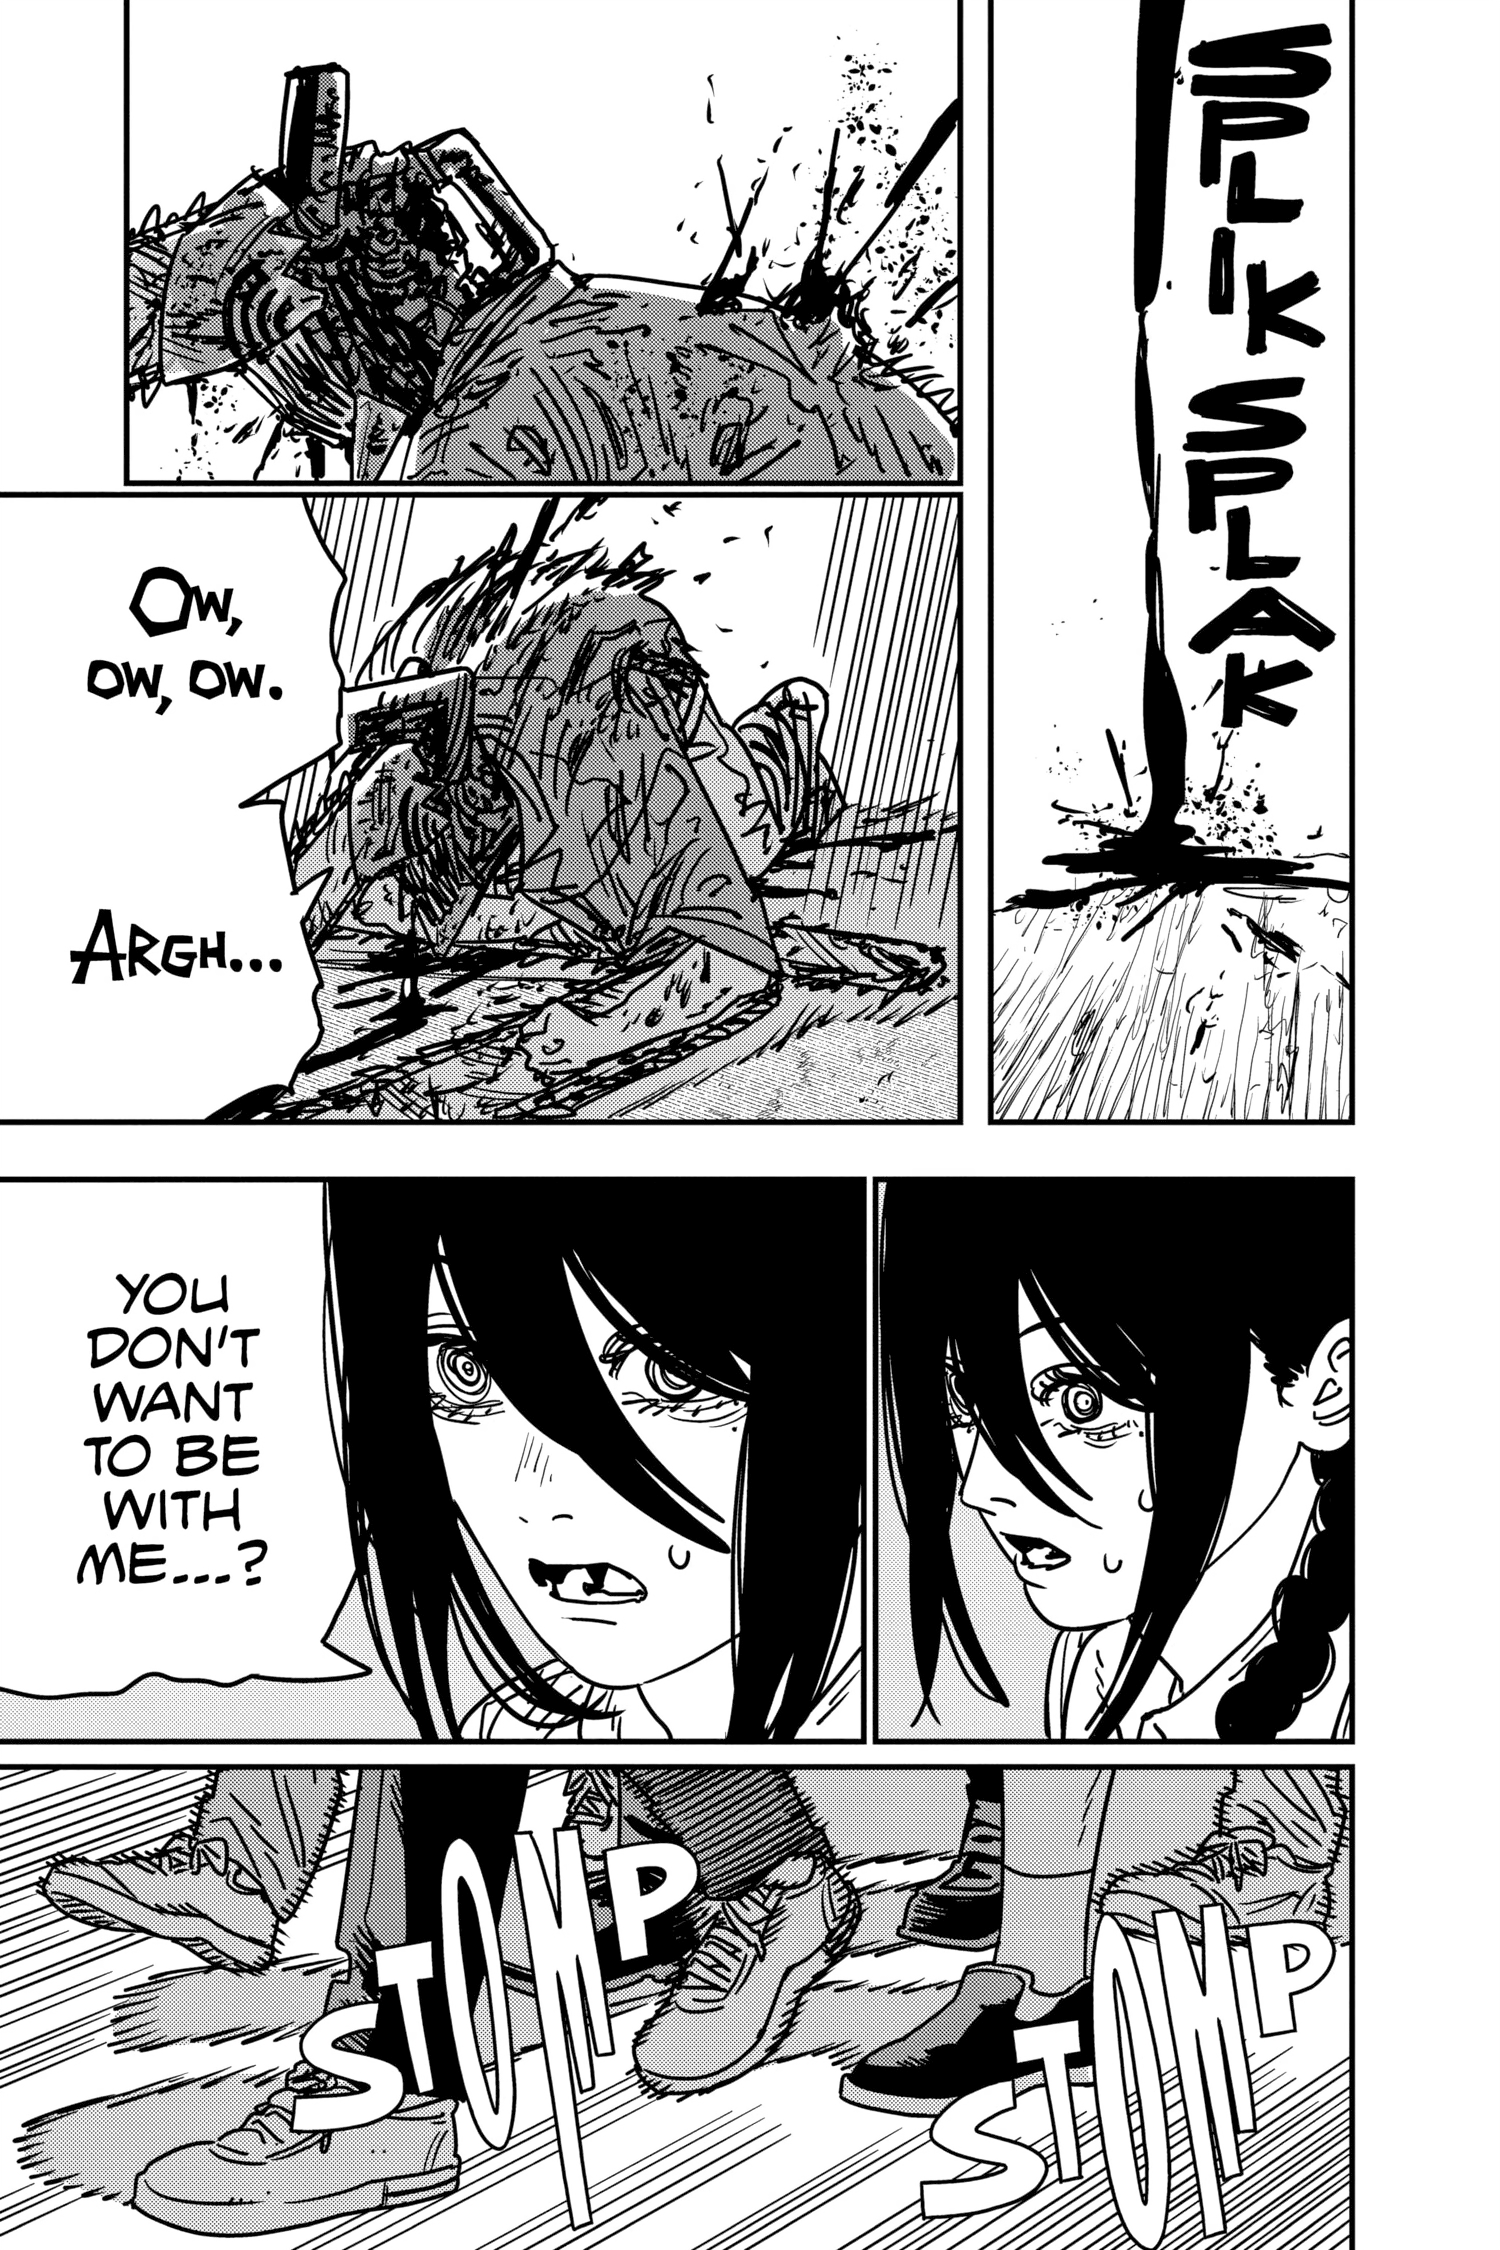 SPLIK SPLAK
OW,
OW, OW.
ARGH...
YOU
DON'T
WANT
TO BE
WITH
ME...?
STOMP
STOMP